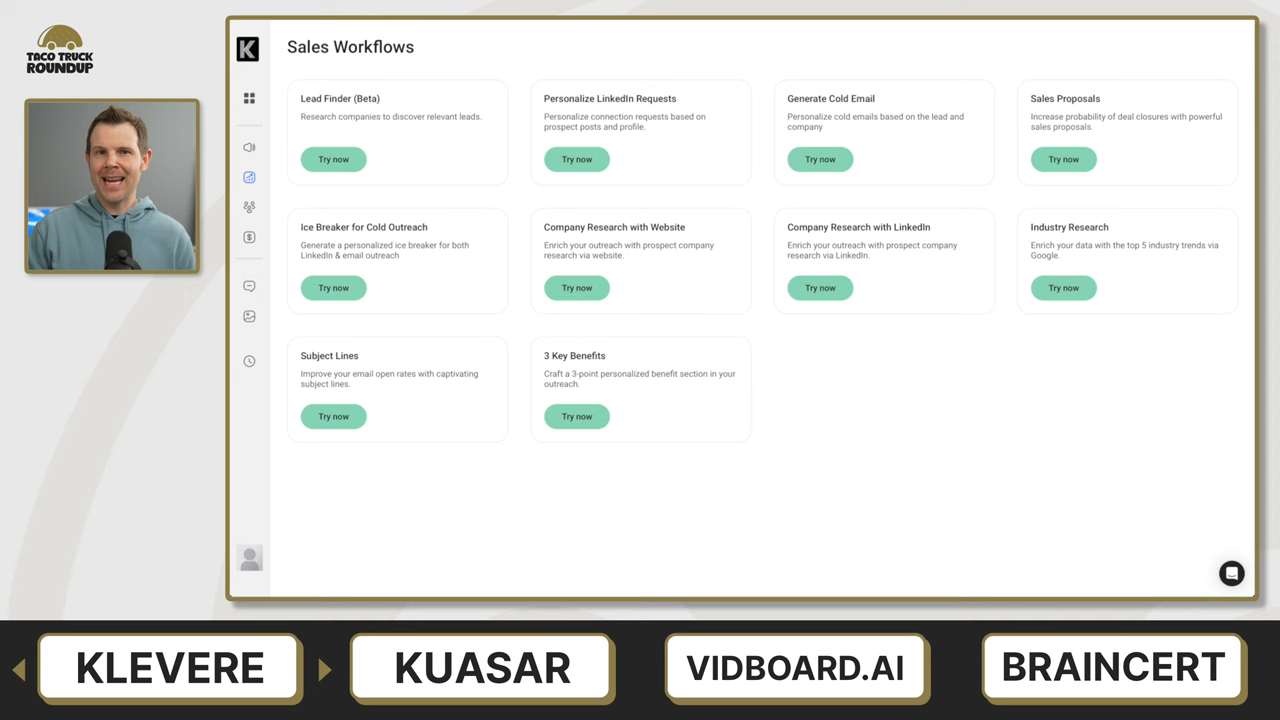 TACO TRUCK
ROUNDUP
K
Sales Workflows
Lead Finder (Beta)
Research companies to discover relevant leads.
Try now
Personalize LinkedIn Requests
Personalize connection requests based on
prospect posts and profile.
Try now
Generate Cold Email
Personalize cold emails based on the lead and
company
Try now
Sales Proposals
Increase probability of deal closures with powerful
sales proposals.
Try now
Ice Breaker for Cold Outreach
Generate a personalized ice breaker for both
LinkedIn & email outreach
Try now
Company Research with Website
Enrich your outreach with prospect company
research via website.
Try now
Company Research with LinkedIn
Enrich your outreach with prospect company
research via LinkedIn.
Try now
Industry Research
Enrich your data with the top 5 industry trends via
Google.
Try now
Subject Lines
Improve your email open rates with captivating
subject lines.
Try now
3 Key Benefits
Craft a 3-point personalized benefit section in your
outreach.
Try now
KLEVERE
KUASAR
VIDBOARD.AI
BRAINCERT